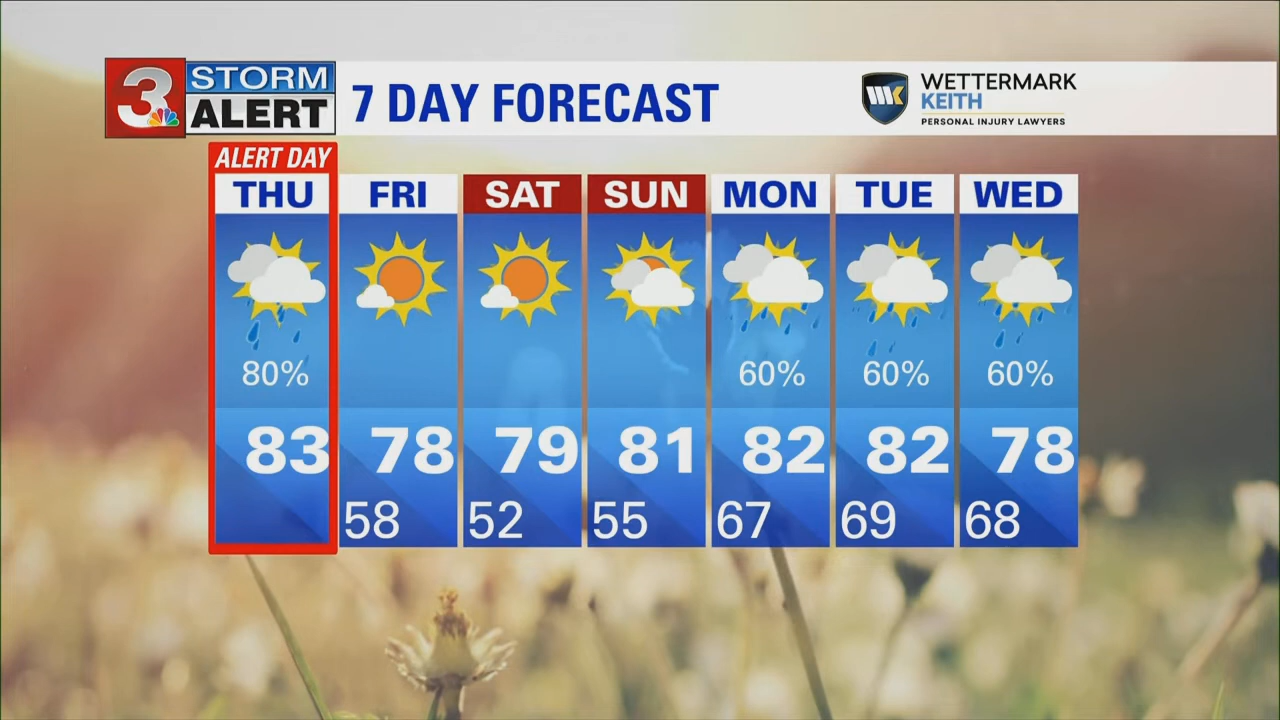 3 STORM ALERT
7 DAY FORECAST
WETTERMARK
KEITH
PERSONAL INJURY LAWYERS
ALERT DAY
THU FRI SAT SUN MON TUE WED
80% 60% 60% 60%
83 78 79 81 82 82 78
58 52 55 67 69 68